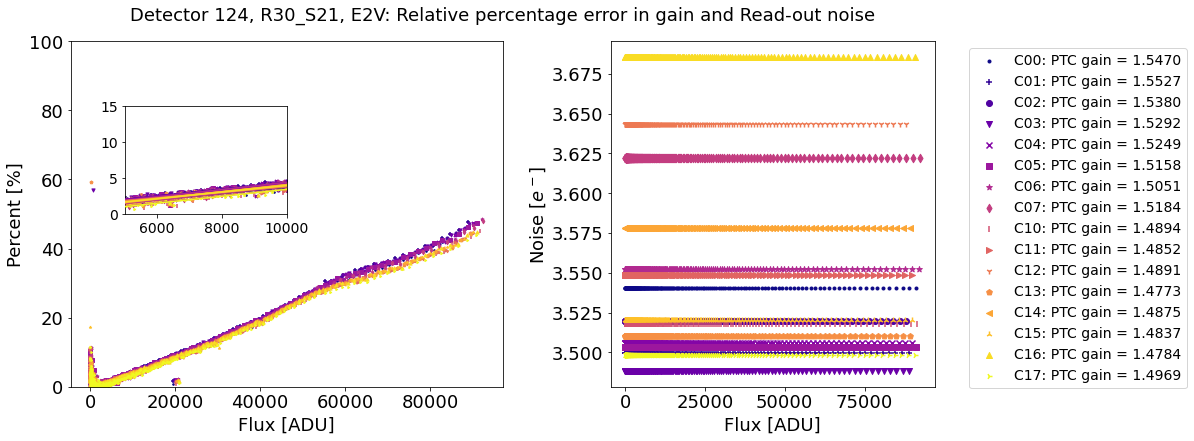 Detector 124, R30_S21, E2V: Relative percentage error in gain and Read-out noise
100
80
60
40
20
0
Percent [%]
15
10
5
0
6000 8000 10000
0 20000 40000 60000 80000
Flux [ADU]
3.675
3.650
3.625
3.600
3.575
3.550
3.525
3.500
Noise [e⁻]
0 25000 50000 75000
Flux [ADU]
C00: PTC gain = 1.5470
C01: PTC gain = 1.5527
C02: PTC gain = 1.5380
C03: PTC gain = 1.5292
C04: PTC gain = 1.5249
C05: PTC gain = 1.5158
C06: PTC gain = 1.5051
C07: PTC gain = 1.5184
C10: PTC gain = 1.4894
C11: PTC gain = 1.4852
C12: PTC gain = 1.4891
C13: PTC gain = 1.4773
C14: PTC gain = 1.4875
C15: PTC gain = 1.4837
C16: PTC gain = 1.4784
C17: PTC gain = 1.4969